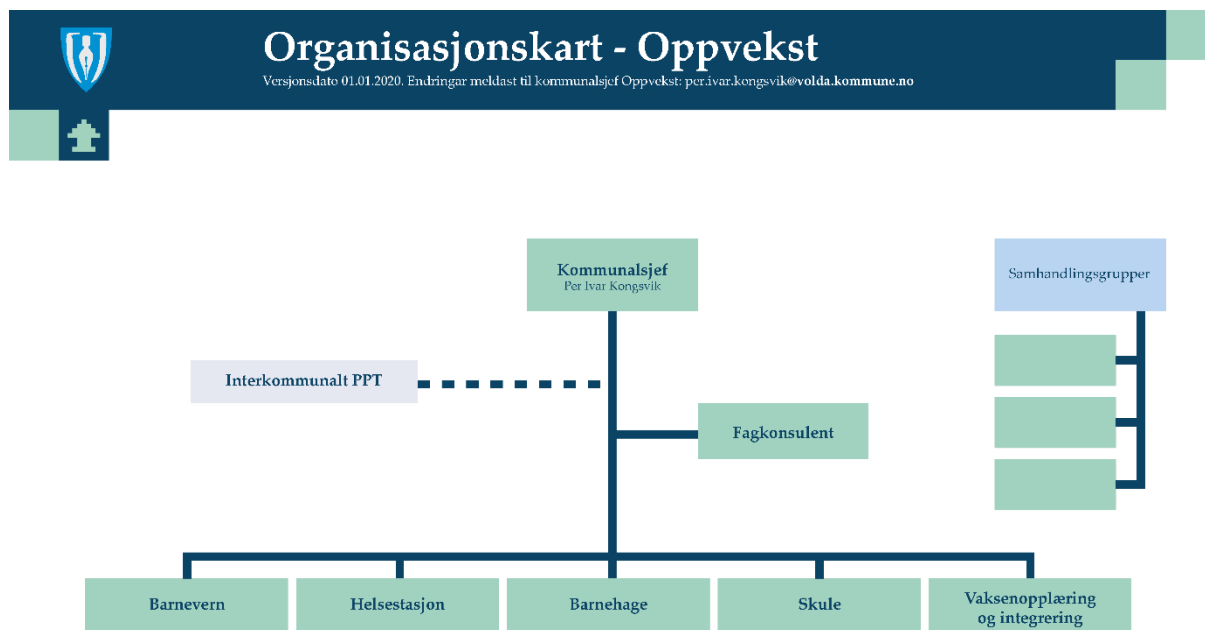 Organisasjonskart - Oppvekst
Versjonsdato 01.01.2020. Endringar meldast til kommunalsjef Oppvekst: per.ivar.kongsvik@volda.kommune.no
Kommunalsjef
Per Ivar Kongsvik
Samhandlingsgrupper
Interkommunalt PPT
Fagkonsulent
Barnevern
Helsestasjon
Barnehage
Skule
Vaksenopplæring
og integrering